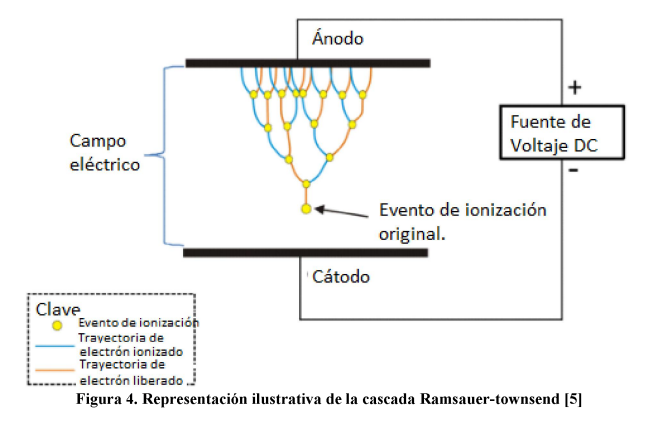 Ánodo
+
Fuente de
Voltaje DC
-
Campo
eléctrico
Evento de ionización
original.
Cátodo
Clave
Evento de ionización
Trayectoria de
electrón ionizado
Trayectoria de
electrón liberado
Figura 4. Representación ilustrativa de la cascada Ramsauer-townsend [5]